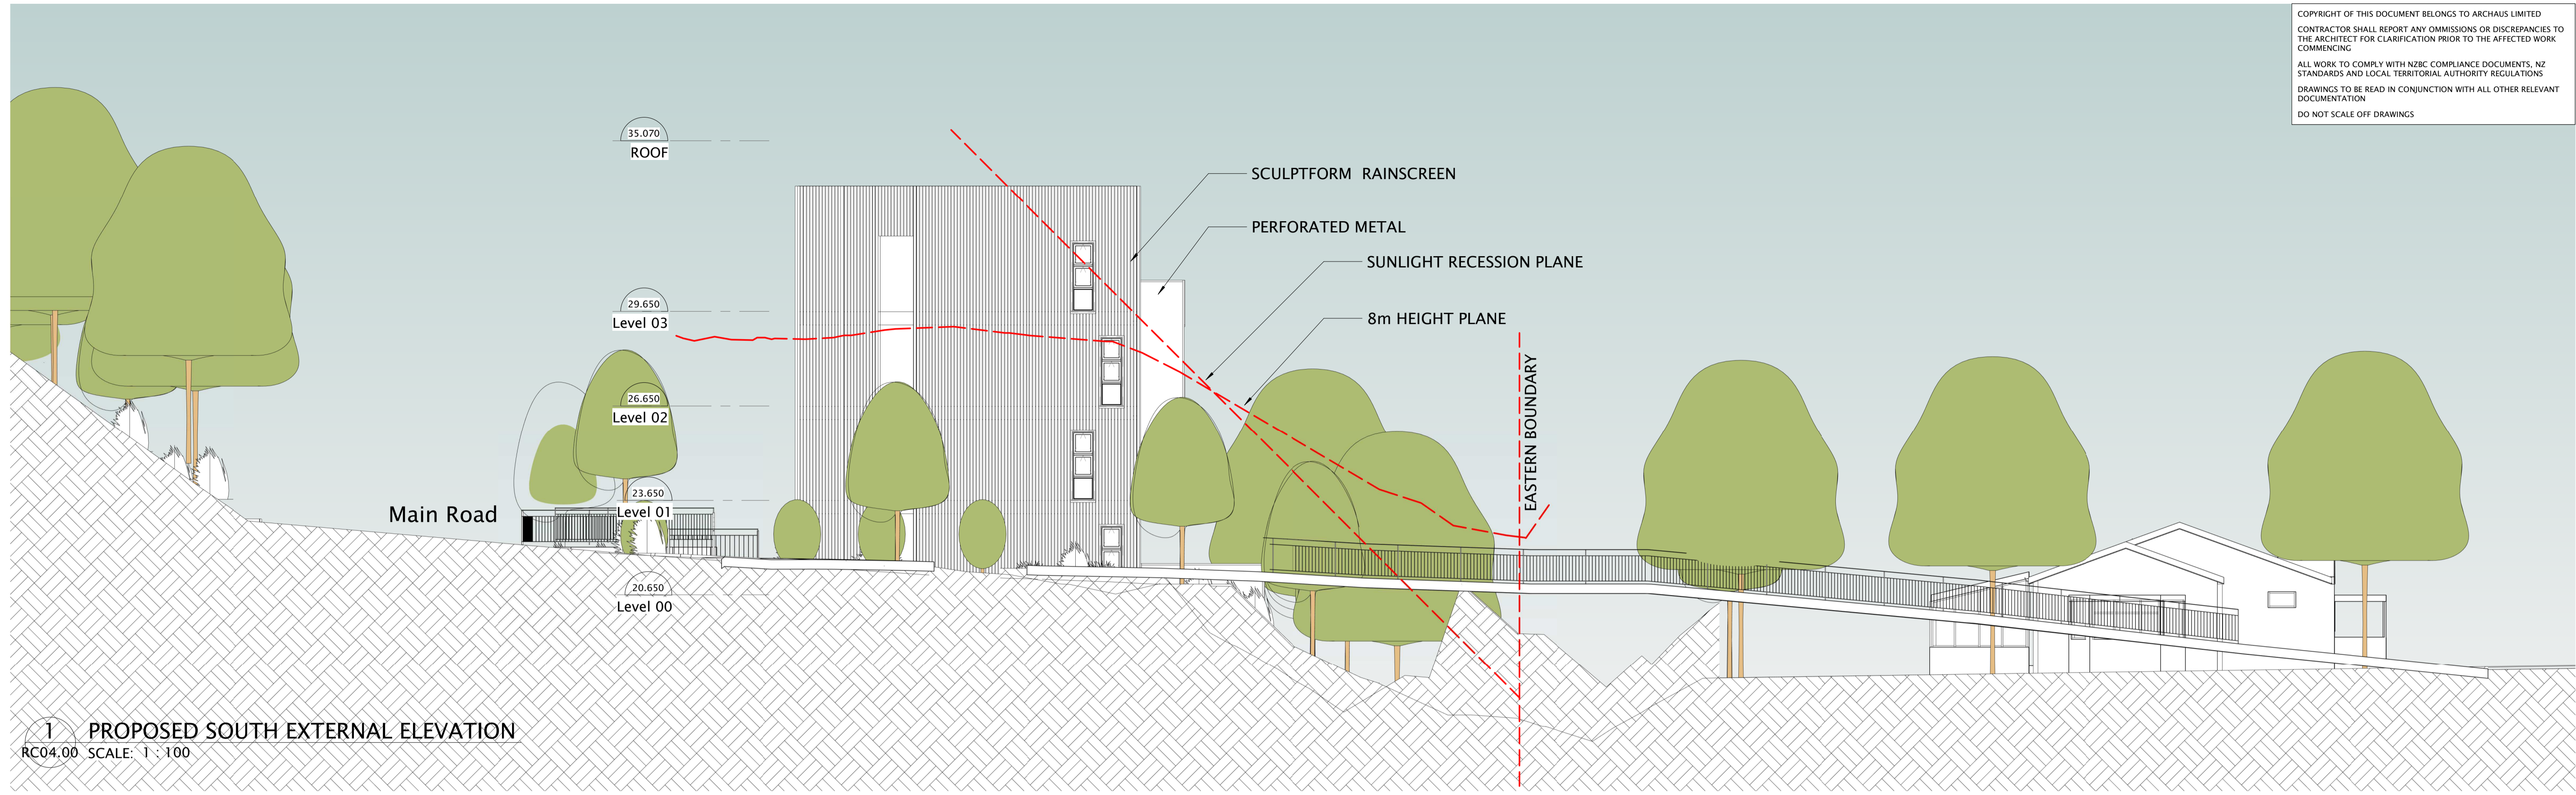 COPYRIGHT OF THIS DOCUMENT BELONGS TO ARCHAUS LIMITED
CONTRACTOR SHALL REPORT ANY OMMISSIONS OR DISCREPANCIES TO
THE ARCHITECT FOR CLARIFICATION PRIOR TO THE AFFECTED WORK
COMMENCING
ALL WORK TO COMPLY WITH NZBC COMPLIANCE DOCUMENTS, NZ
STANDARDS AND LOCAL TERRITORIAL AUTHORITY REGULATIONS
DRAWINGS TO BE READ IN CONJUNCTION WITH ALL OTHER RELEVANT
DOCUMENTATION
DO NOT SCALE OFF DRAWINGS
35.070
ROOF
SCULPTFORM RAINSCREEN
PERFORATED METAL
SUNLIGHT RECESSION PLANE
29.650
Level 03
8m HEIGHT PLANE
EASTERN BOUNDARY
26.650
Level 02
23.650
Level 01
Main Road
20.650
Level 00
1
PROPOSED SOUTH EXTERNAL ELEVATION
RC04.00
SCALE: 1 : 100